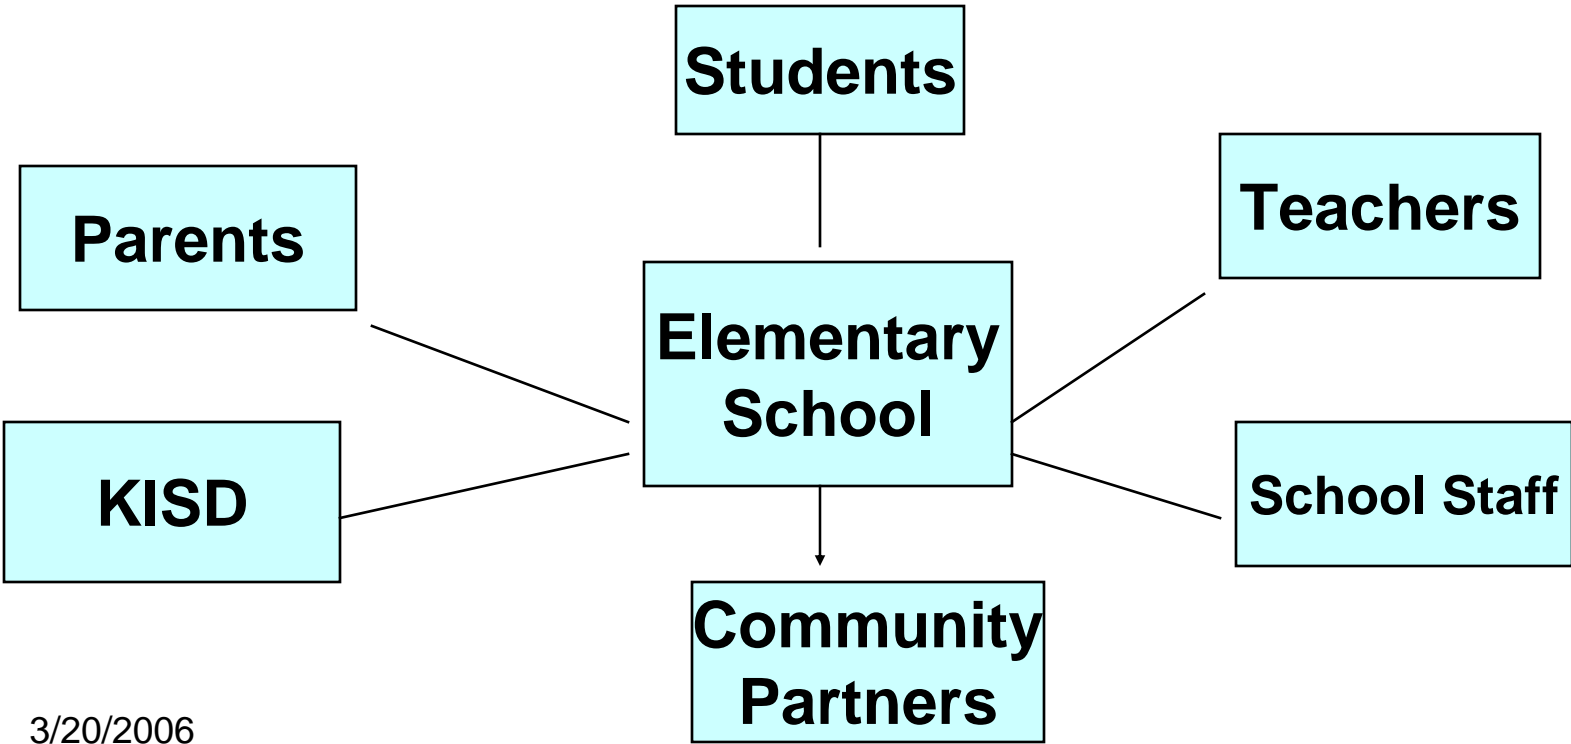 Students
Teachers
Parents
Elementary
School
KISD
School Staff
Community
Partners
3/20/2006